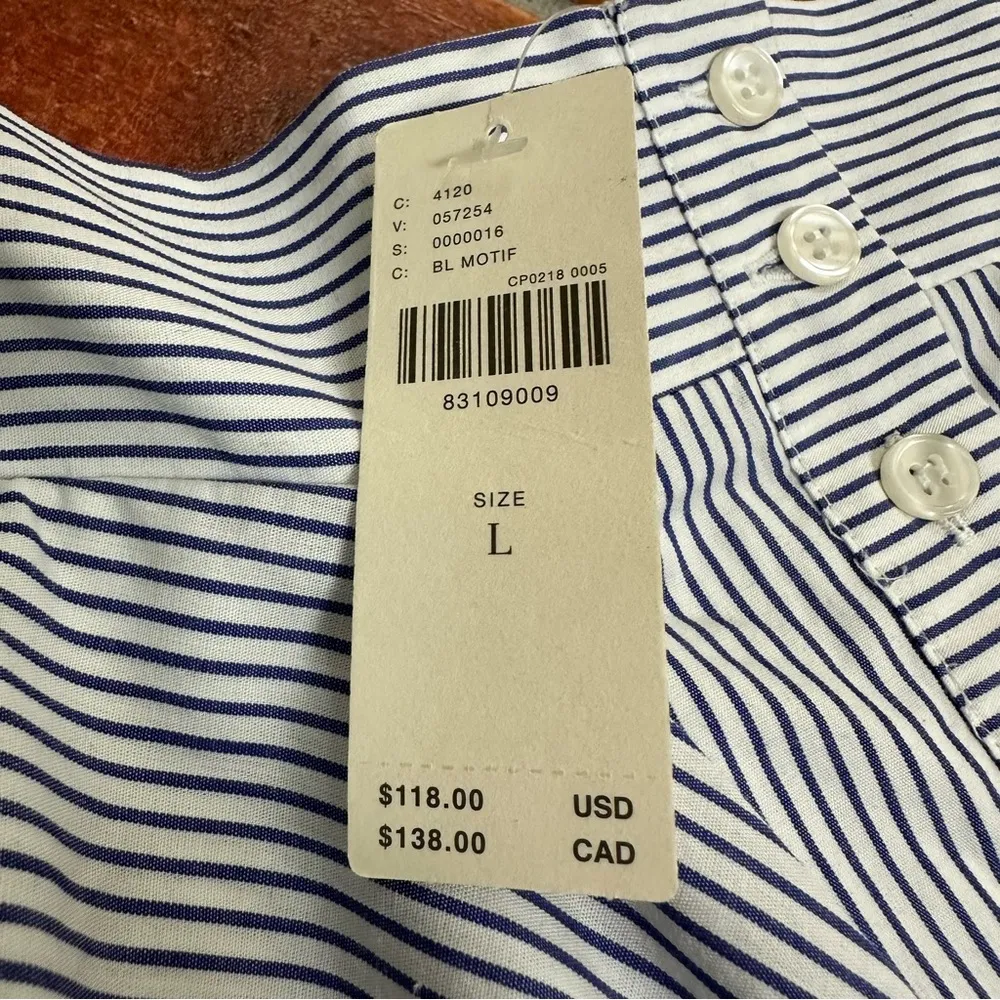 C: 4120
V: 057254
S: 0000016
C: BL MOTIF
CP0218 0005
83109009
SIZE
L
$118.00 USD
$138.00 CAD